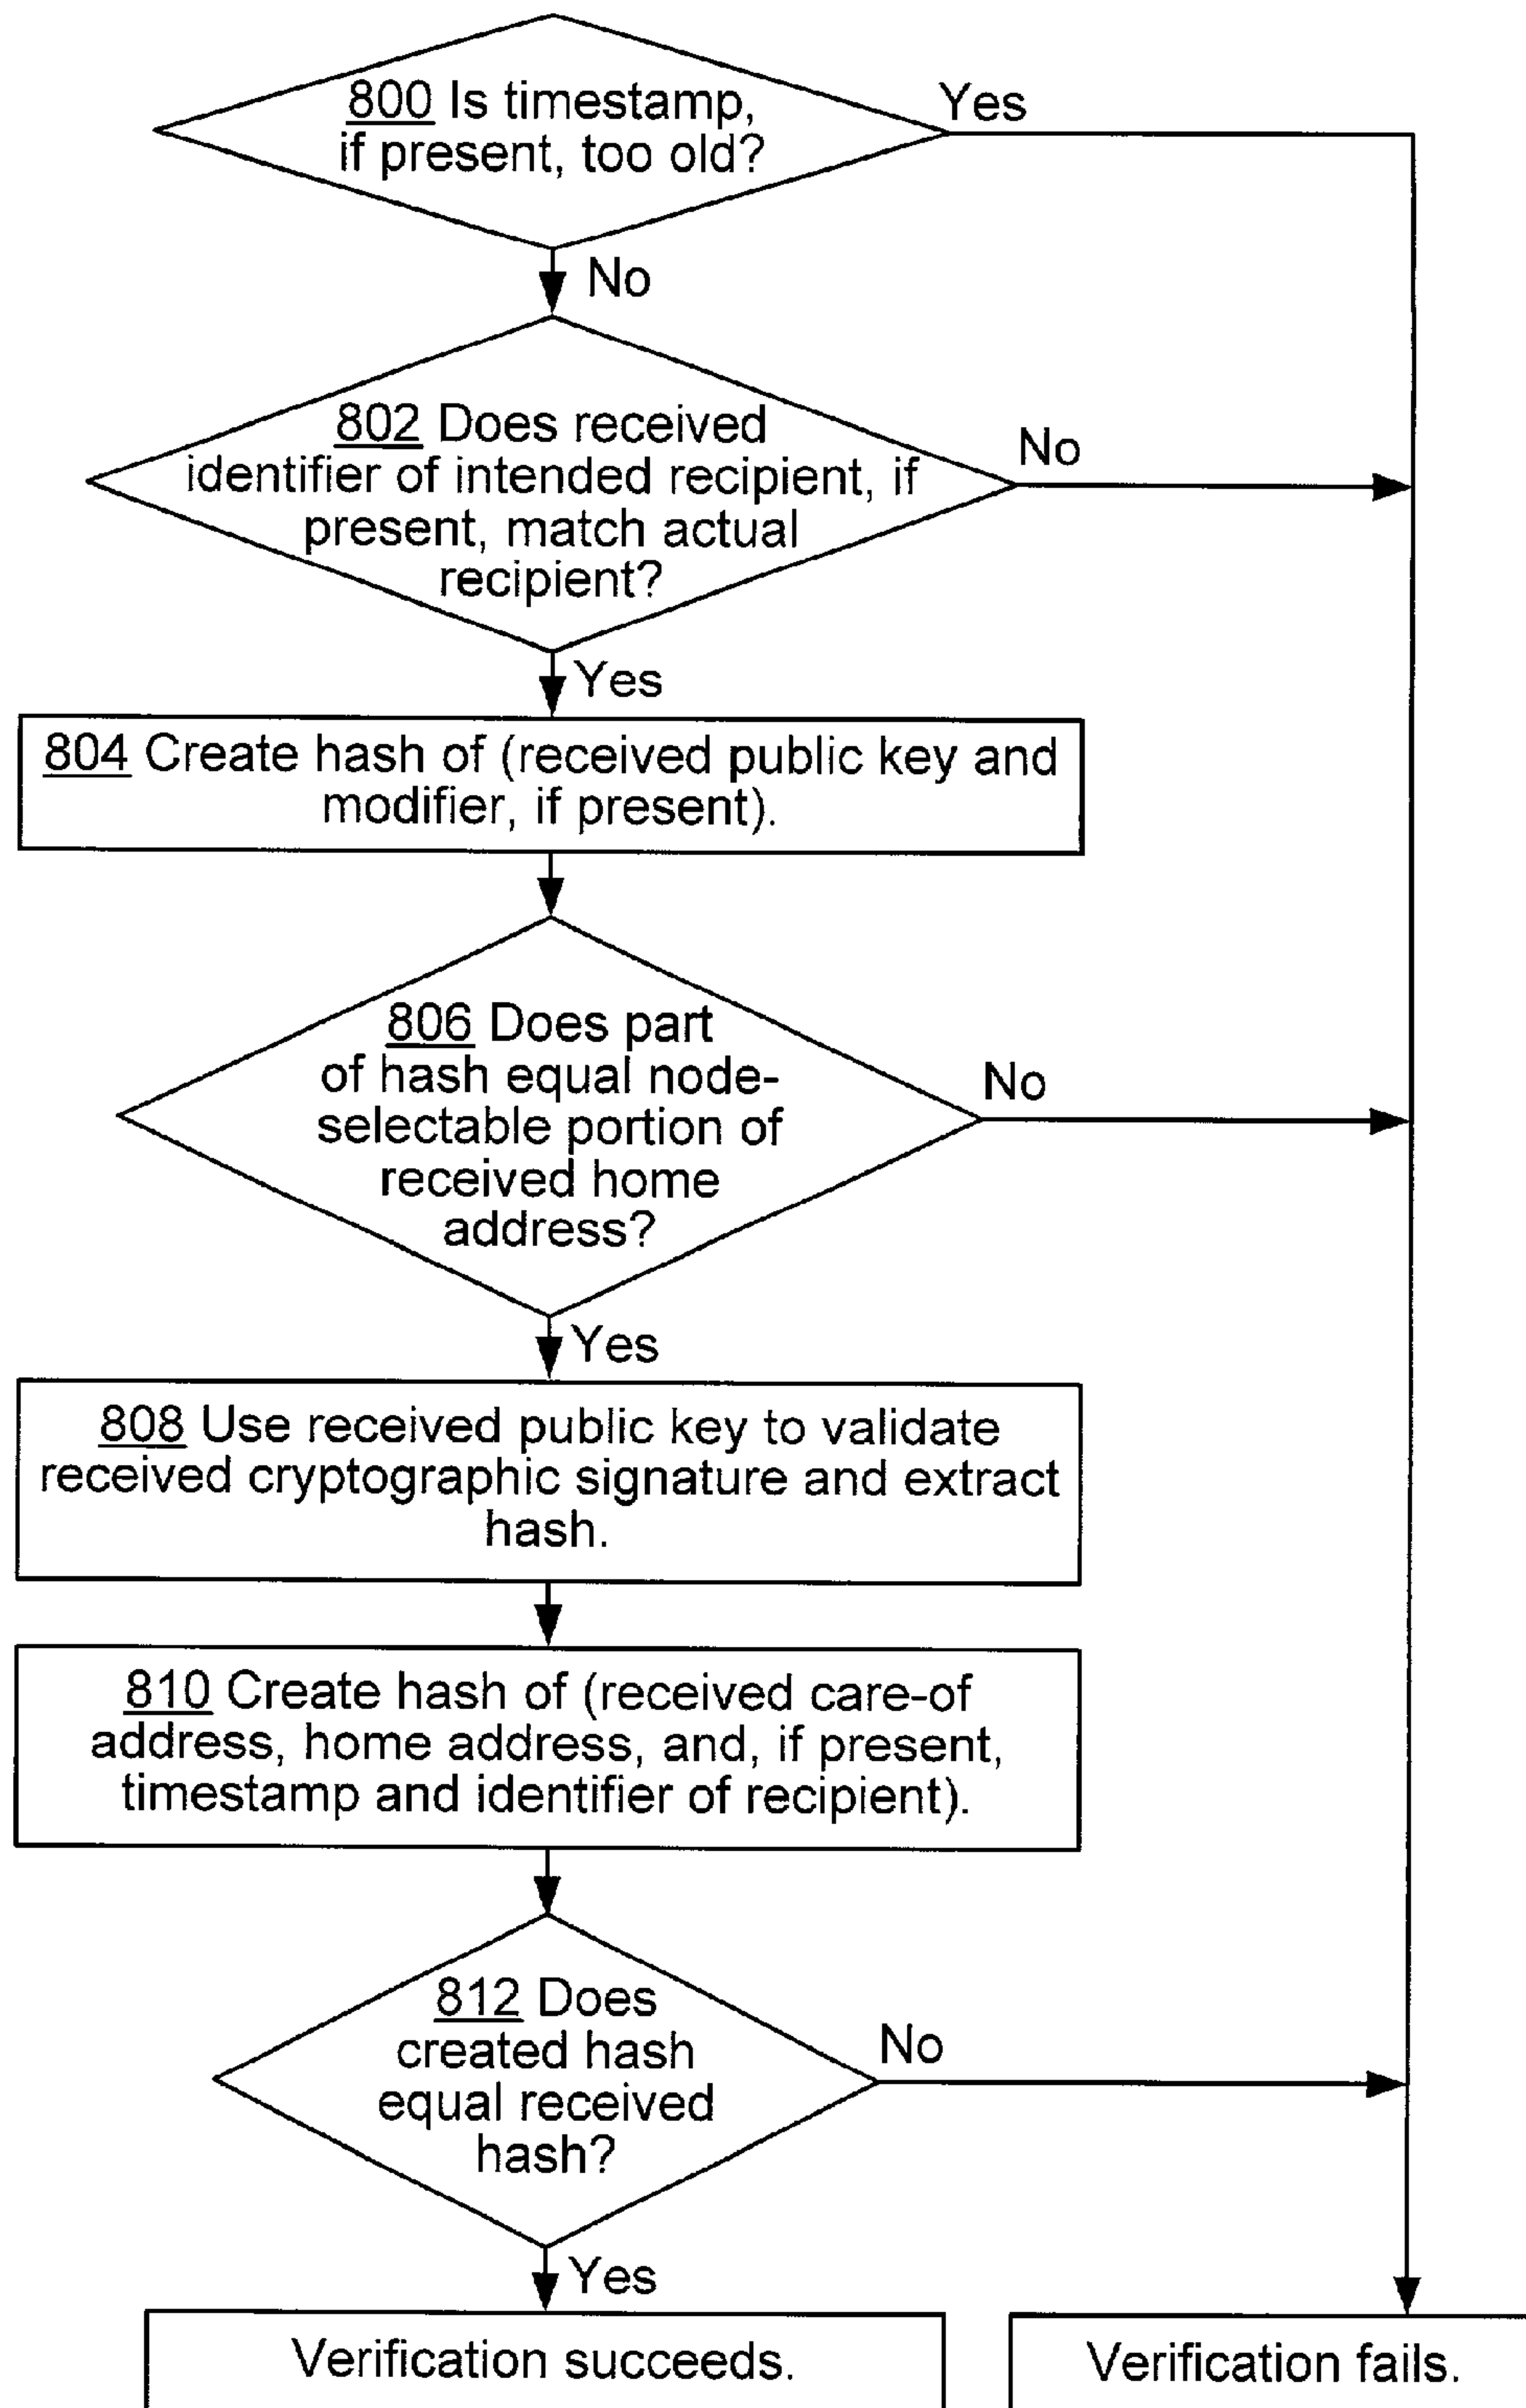 800 Is timestamp,
if present, too old?
Yes
No
802 Does received
identifier of intended recipient, if
present, match actual
recipient?
No
Yes
804 Create hash of (received public key and
modifier, if present).
806 Does part
of hash equal node-
selectable portion of
received home
address?
No
Yes
808 Use received public key to validate
received cryptographic signature and extract
hash.
810 Create hash of (received care-of
address, home address, and, if present,
timestamp and identifier of recipient).
812 Does
created hash
equal received
hash?
No
Yes
Verification succeeds.
Verification fails.